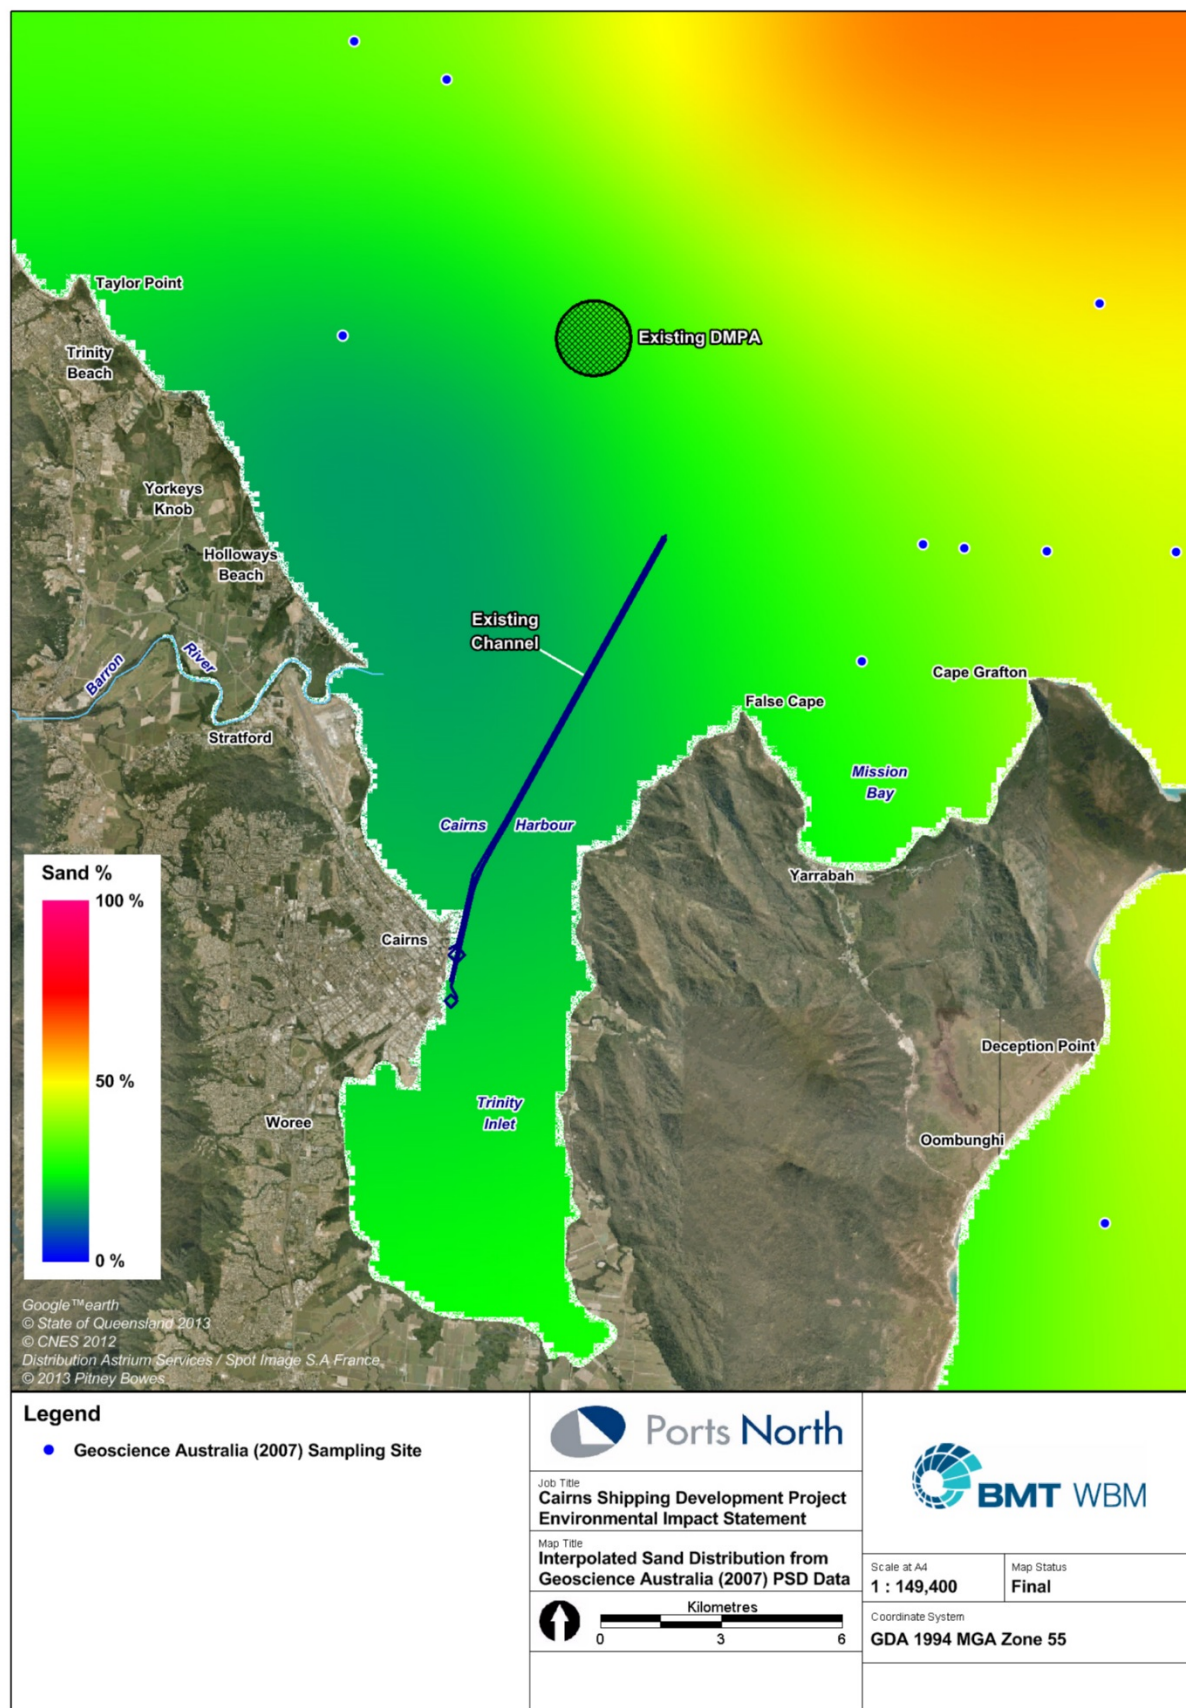 Taylor Point
Trinity
Beach
Existing DMPA
Yorkeys
Knob
Holloways
Beach
Existing
Channel
Barron
River
Stratford
False Cape
Cape Grafton
Mission
Bay
Cairns Harbour
Yarrabah
Sand %
100 %
50 %
0 %
Cairns
Deception Point
Woree
Trinity
Inlet
Oombunghi
Google™earth
© State of Queensland 2013
© CNES 2012
Distribution Astrium Services / Spot Image S.A France
© 2013 Pitney Bowes
Legend
Geoscience Australia (2007) Sampling Site
Ports North
Job Title
Cairns Shipping Development Project
Environmental Impact Statement
Map Title
Interpolated Sand Distribution from
Geoscience Australia (2007) PSD Data
Kilometres
0 3 6
BMT WBM
Scale at A4
1 : 149,400
Map Status
Final
Coordinate System
GDA 1994 MGA Zone 55